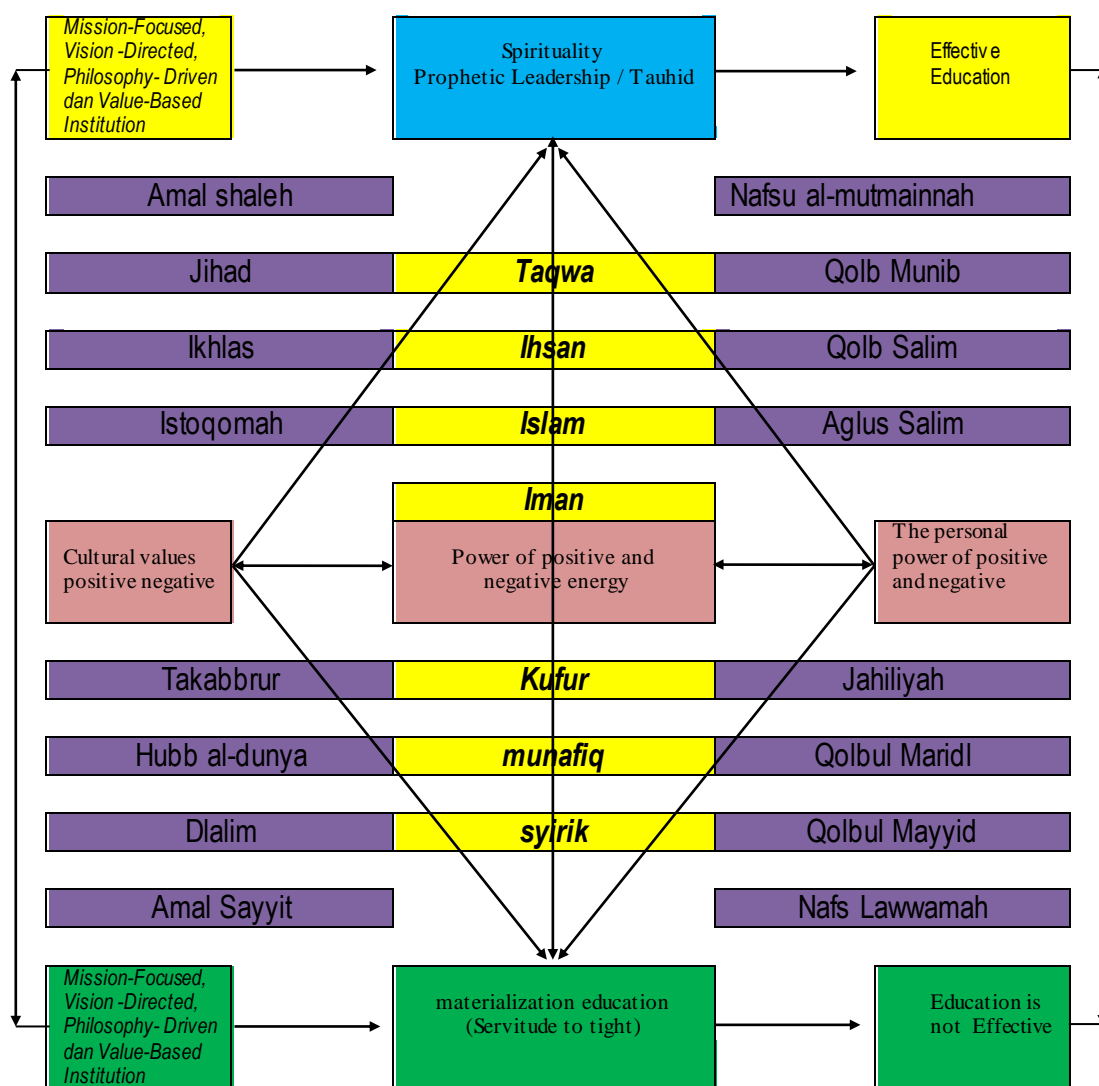 Mission-Focused,
Vision -Directed,
Philosophy- Driven
dan Value-Based
Institution
Spirituality
Prophetic Leadership / Tauhid
Effective
Education
Amal shaleh
Nafsu al-mutmainnah
Jihad
Taqwa
Qolb Munib
Ikhlas
Ihsan
Qolb Salim
Istoqomah
Islam
Aglus Salim
Iman
Cultural values
positive negative
Power of positive and
negative energy
The personal
power of positive
and negative
Takabbrur
Kufur
Jahiliyah
Hubb al-dunya
munafiq
Qolbul Maridl
Dlalim
syirik
Qolbul Mayyid
Amal Sayyit
Nafs Lawwamah
Mission-Focused,
Vision -Directed,
Philosophy- Driven
dan Value-Based
Institution
materialization education
(Servitude to tight)
Education is
not Effective